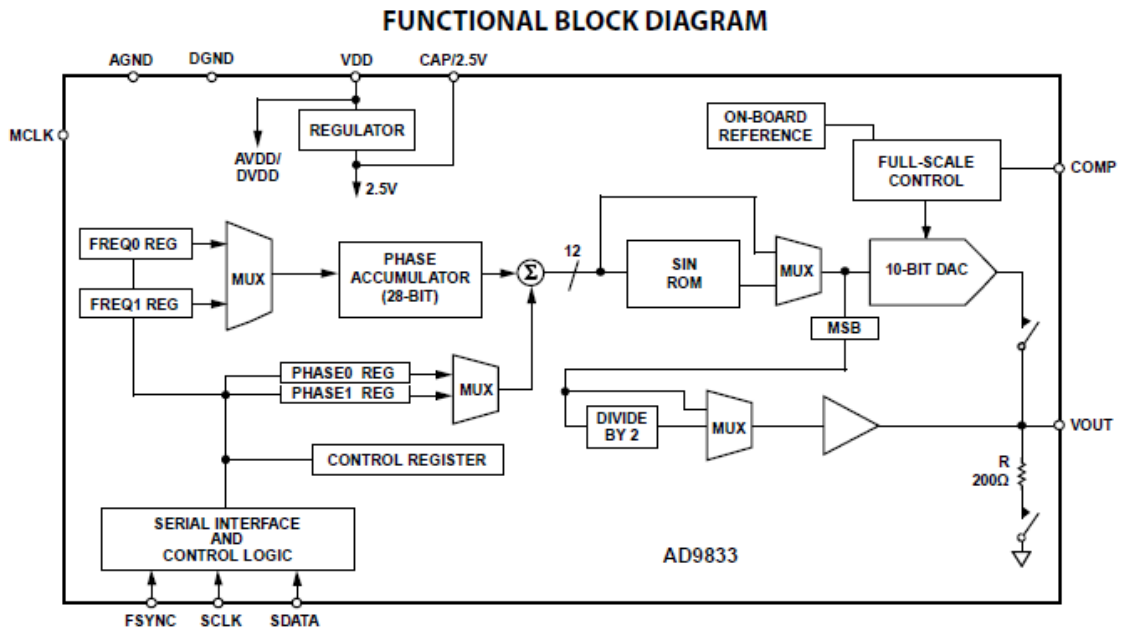 FUNCTIONAL BLOCK DIAGRAM
AGND
DGND
VDD
CAP/2.5V
MCLK
REGULATOR
AVDD/
DVDD
2.5V
ON-BOARD
REFERENCE
FULL-SCALE
CONTROL
COMP
FREQ0 REG
FREQ1 REG
MUX
PHASE
ACCUMULATOR
(28-BIT)
Σ
12
SIN
ROM
MUX
10-BIT DAC
MSB
PHASE0 REG
PHASE1 REG
MUX
DIVIDE
BY 2
MUX
VOUT
R
200Ω
CONTROL REGISTER
SERIAL INTERFACE
AND
CONTROL LOGIC
AD9833
FSYNC
SCLK
SDATA